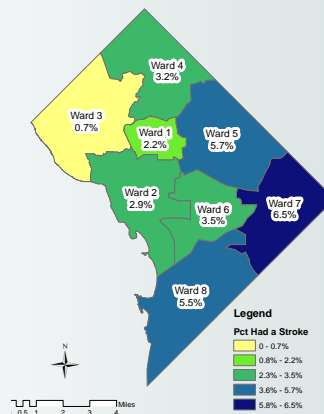 Ward 4
3.2%
Ward 3
0.7%
Ward 1
2.2%
Ward 5
5.7%
Ward 2
2.9%
Ward 6
3.5%
Ward 7
6.5%
Ward 8
5.5%
Legend
Pct Had a Stroke
0 - 0.7%
0.8% - 2.2%
2.3% - 3.5%
3.6% - 5.7%
5.8% - 6.5%
N
Miles
0.5 1 2 3 4